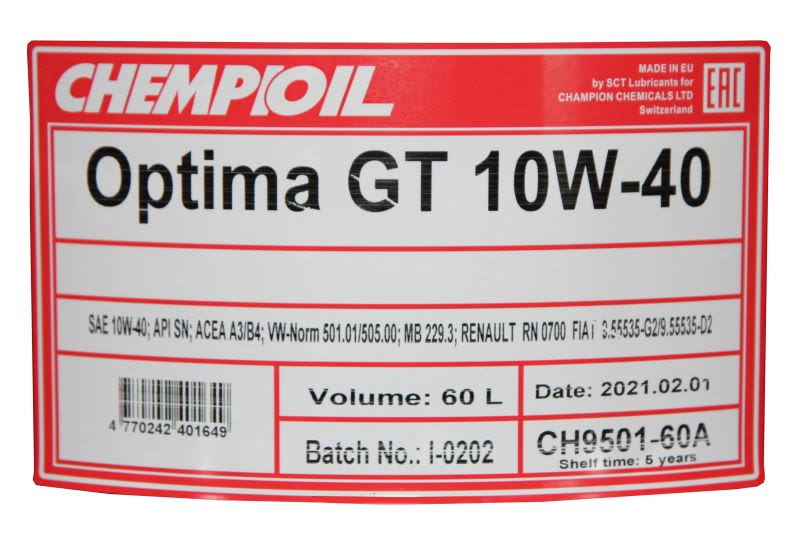 CHEMPIOIL
MADE IN EU
by SCT Lubricants for
CHAMPION CHEMICALS LTD
Switzerland
EAC
Optima GT 10W-40
SAE 10W-40; API SN; ACEA A3/B4; VW-Norm 501.01/505.00; MB 229.3; RENAULT RN 0700 FIAT 9.55535-G2/9.55535-D2
4 770242 401649
Volume: 60 L
Date: 2021.02.01
Batch No.: I-0202
CH9501-60A
Shelf time: 5 years